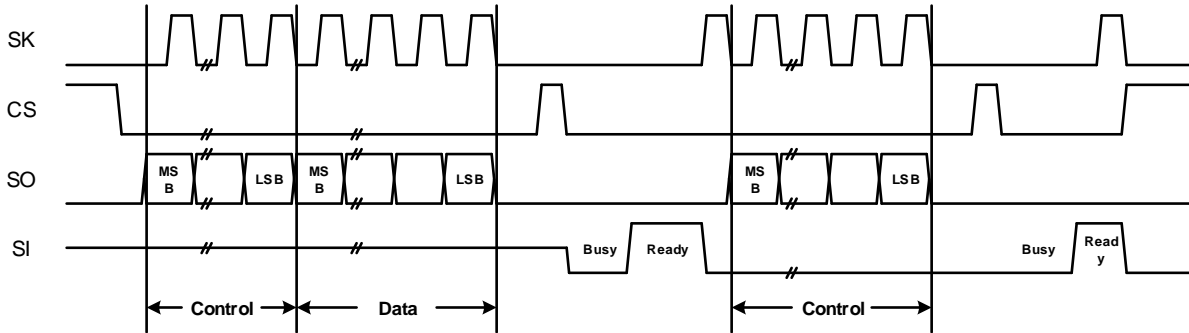 SK
CS
SO
MS
B
LSB
MS
B
LSB
MS
B
LSB
SI
Busy
Ready
Busy
Read
y
Control
Data
Control